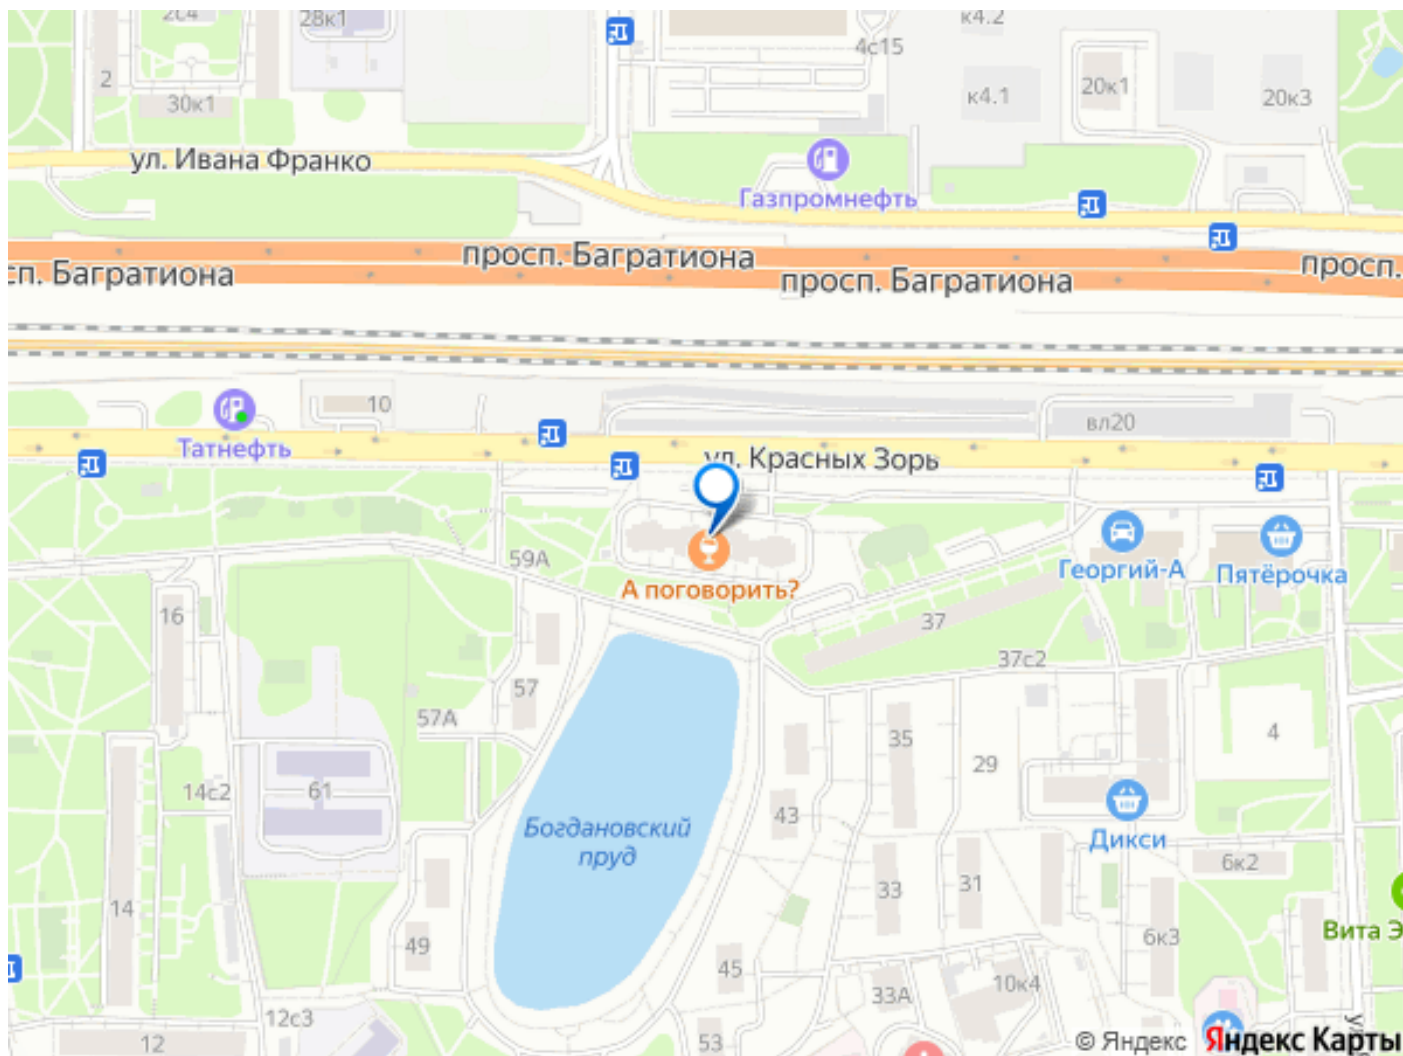 2с4
28к1
к4.2
4с15
2
30к1
к4.1
20к1
20к3
ул. Ивана Франко
Газпромнефть
просп. Багратиона
сп. Багратиона
просп. Багратиона
просп.
10
вл20
Татнефть
ул. Красных Зорь
59А
А поговорить?
Георгий-А
Пятёрочка
16
37
37с2
57
57А
4
35
29
14с2
61
43
Богдановский
пруд
Дикси
6к2
14
33
31
49
6к3
Вита Э
45
33А
10к4
12с3
12
53
ул
© Яндекс
Яндекс Карты